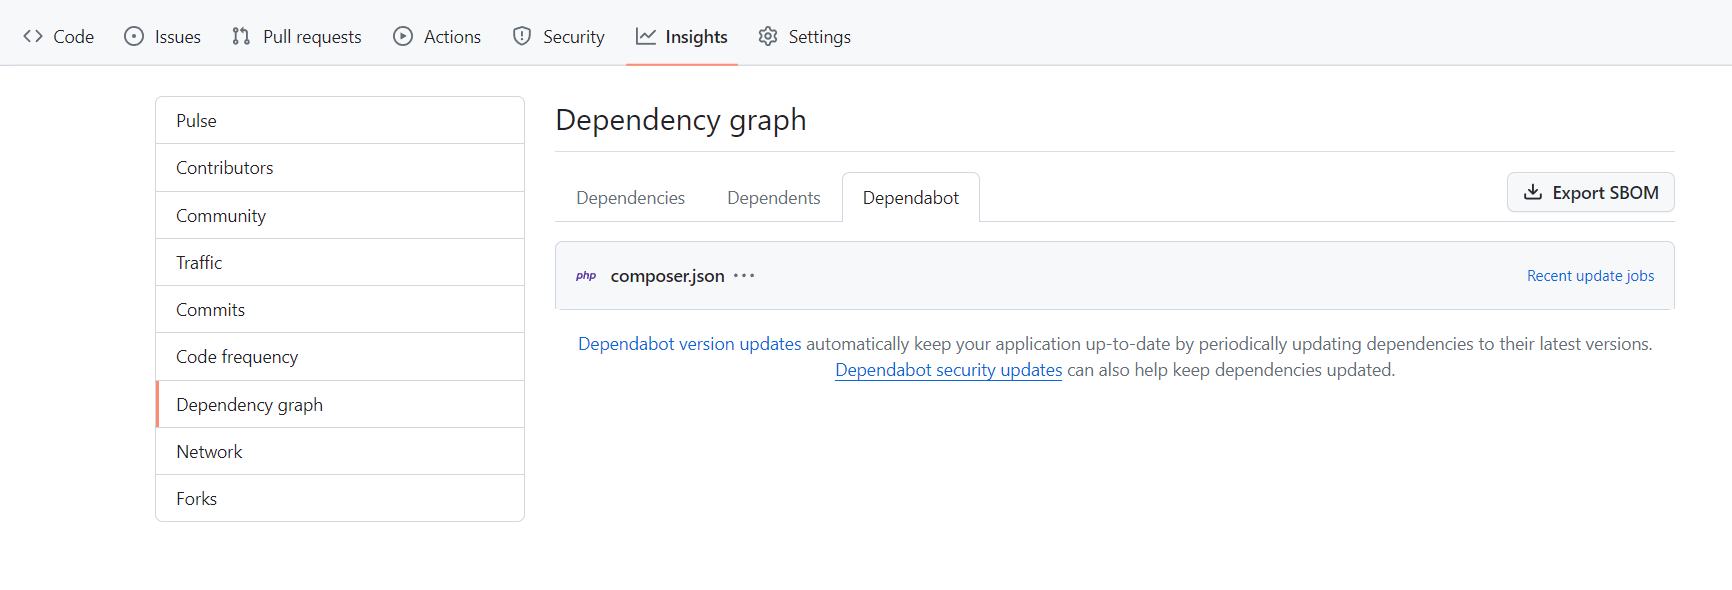 Code Issues Pull requests Actions Security Insights Settings
Pulse
Contributors
Community
Traffic
Commits
Code frequency
Dependency graph
Network
Forks
Dependency graph
Dependencies Dependents Dependabot
Export SBOM
php composer.json ···
Recent update jobs
Dependabot version updates automatically keep your application up-to-date by periodically updating dependencies to their latest versions.
Dependabot security updates can also help keep dependencies updated.